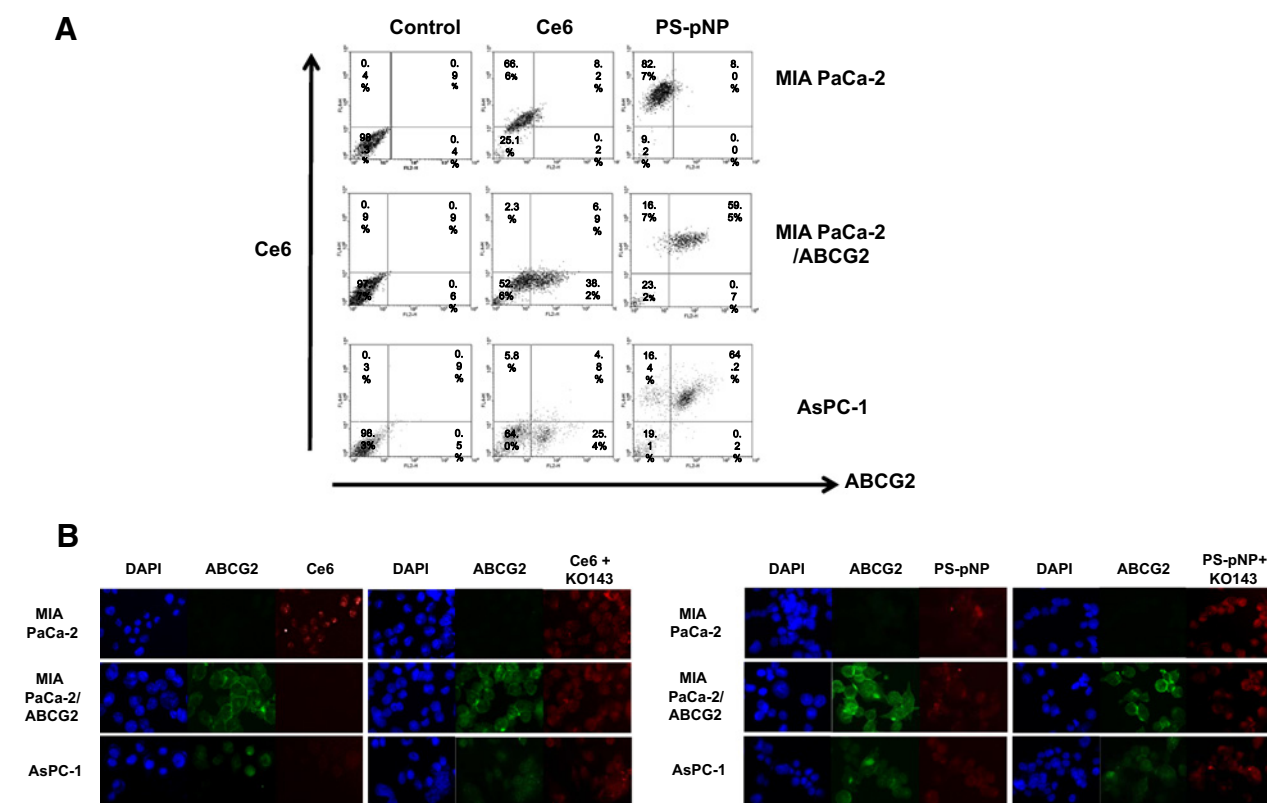 A
Control
Ce6
PS-pNP
0.
4
%
0.
9
%
0.
4
%
66.
6%
8.
2
%
25.1
%
0.
2
%
82.
7%
8.
0
%
9.
2
%
0.
0
%
MIA PaCa-2
Ce6
0.
9
%
0.
9
%
0.
6
%
2.3
%
6.
9
%
52.
6%
38.
2%
16.
7%
59.
5%
23.
2%
0.
7
%
MIA PaCa-2
/ABCG2
0.
3
%
0.
9
%
98.
3%
0.
5
%
5.8
%
4.
8
%
64.
0%
25.
4%
16.
4
%
64
.2
%
19.
1
%
0.
2
%
AsPC-1
FL2-H
ABCG2
B
DAPI
ABCG2
Ce6
DAPI
ABCG2
Ce6 +
KO143
MIA
PaCa-2
MIA
PaCa-2/
ABCG2
AsPC-1
DAPI
ABCG2
PS-pNP
DAPI
ABCG2
PS-pNP+
KO143
MIA
PaCa-2
MIA
PaCa-2/
ABCG2
AsPC-1